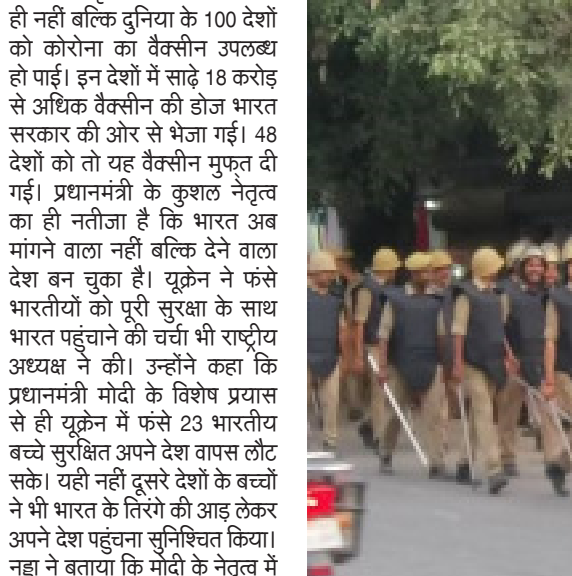 ही नहीं बल्कि दुनिया के 100 देशों
को कोरोना का वैक्सीन उपलब्ध
हो पाई। इन देशों में साढ़े 18 करोड़
से अधिक वैक्सीन की डोज भारत
सरकार की ओर से भेजा गई। 48
देशों को तो यह वैक्सीन मुफ्त दी
गई। प्रधानमंत्री के कुशल नेतृत्व
का ही नतीजा है कि भारत अब
मांगने वाला नहीं बल्कि देने वाला
देश बन चुका है। यूक्रेन ने फंसे
भारतीयों को पूरी सुरक्षा के साथ
भारत पहुंचाने की चर्चा भी राष्ट्रीय
अध्यक्ष ने की। उन्होंने कहा कि
प्रधानमंत्री मोदी के विशेष प्रयास
से ही यूक्रेन में फंसे 23 भारतीय
बच्चे सुरक्षित अपने देश वापस लौट
सके। यही नहीं दूसरे देशों के बच्चों
ने भी भारत के तिरंगे की आड़ लेकर
अपने देश पहुंचना सुनिश्चित किया।
नड्डा ने बताया कि मोदी के नेतृत्व में